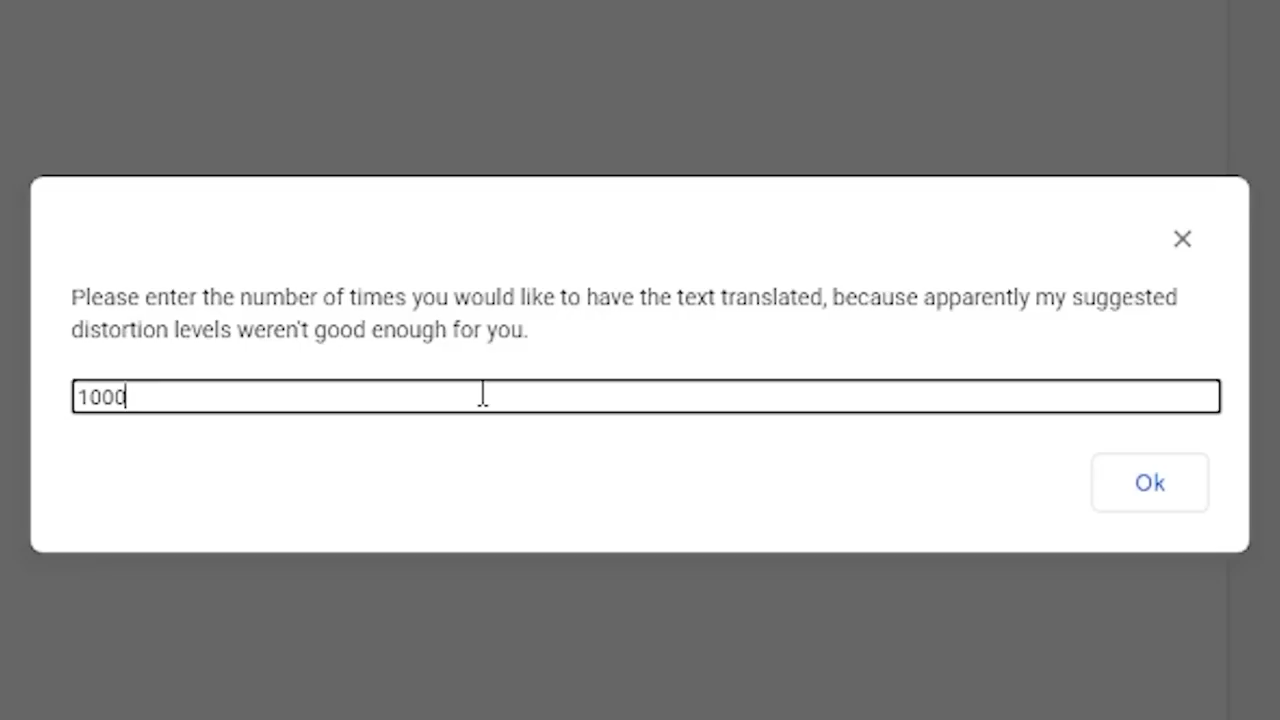 Please enter the number of times you would like to have the text translated, because apparently my suggested
distortion levels weren't good enough for you.
1000
Ok